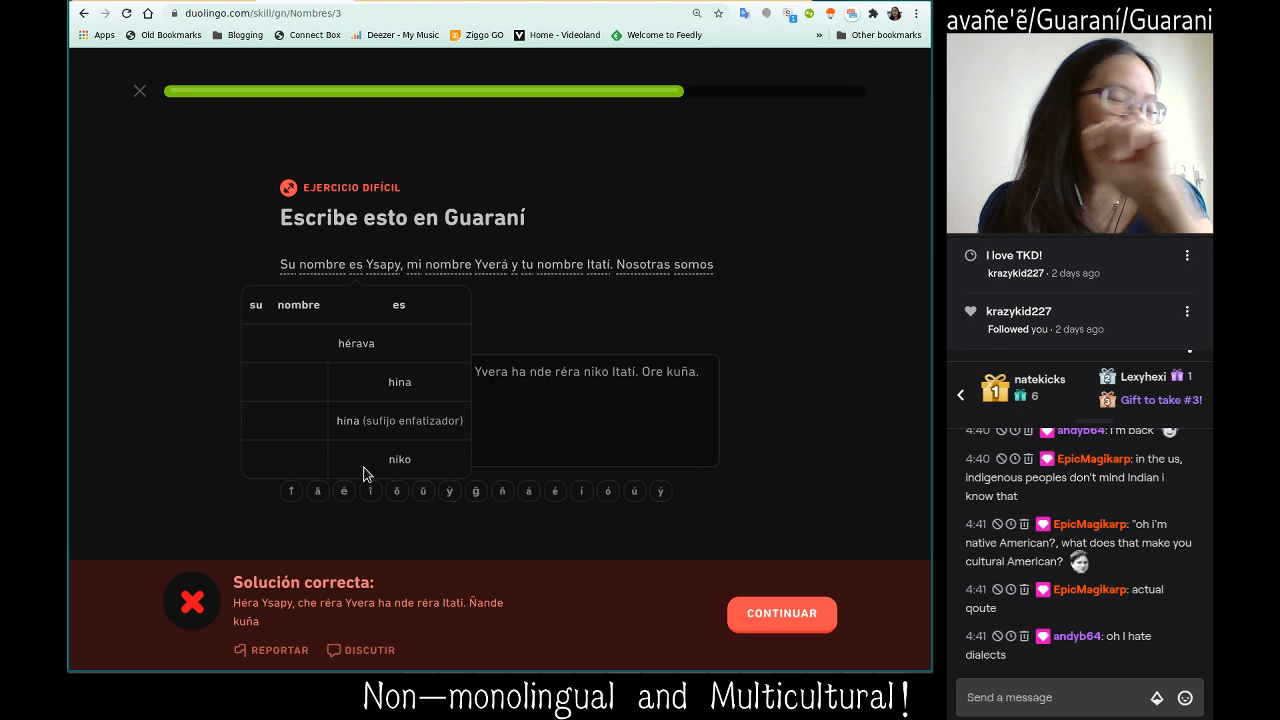 duolingo.com/skill/gn/Nombres/3
Apps
Old Bookmarks
Blogging
Connect Box
Deezer - My Music
Ziggo GO
Home - Videoland
Welcome to Feedly
»
Other bookmarks
EJERCICIO DIFÍCIL
Escribe esto en Guaraní
Su nombre es Ysapy, mi nombre Yverá y tu nombre Itatí. Nosotras somos
su nombre es
hérava
hína
hína (sufijo enfatizador)
niko
Yvera ha nde réra niko Itatí. Ore kuña.
↑ ã ẽ ĩ õ ũ ỹ g̃ ñ á é í ó ú ý
Solución correcta:
Héra Ysapy, che réra Yvera ha nde réra Itatĩ. Ñande
kuña
REPORTAR
DISCUTIR
CONTINUAR
Non-monolingual and Multicultural!
avañe'ẽ/Guaraní/Guarani
I love TKD!
krazykid227 · 2 days ago
krazykid227
Followed you · 2 days ago
natekicks
6
Lexyhexi 1
Gift to take #3!
4:40 andyb64: I'm back
4:40 EpicMagikarp: in the us,
indigenous peoples don't mind Indian i
know that
4:41 EpicMagikarp: "oh i'm
native American?, what does that make you
cultural American?
4:41 EpicMagikarp: actual
qoute
4:41 andyb64: oh I hate
dialects
Send a message